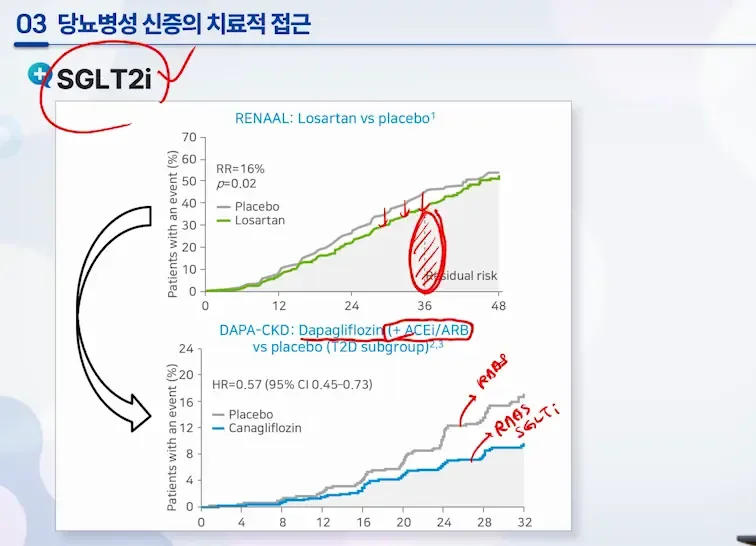 03 당뇨병성 신증의 치료적 접근
SGLT2i
RENAAL: Losartan vs placebo¹
Patients with an event (%)
70
60
50
40
30
20
10
0
RR=16%
p=0.02
Placebo
Losartan
Residual risk
0 12 24 36 48
DAPA-CKD: Dapagliflozin (+ ACEi/ARB)
vs placebo (T2D subgroup)²,³
Patients with an event (%)
24
20
16
12
8
4
0
HR=0.57 (95% CI 0.45–0.73)
Placebo
Canagliflozin
RAAS
RAAS
SGLTi
0 4 8 12 16 20 24 28 32